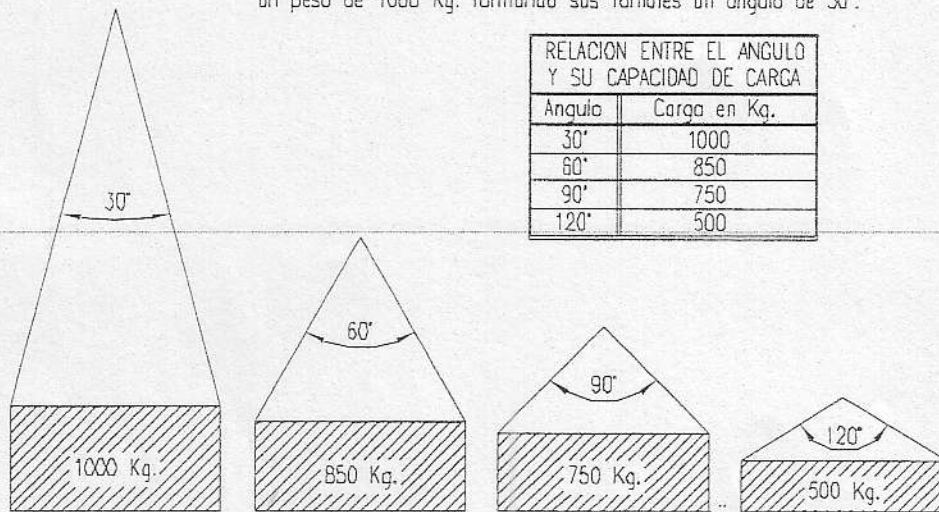 un peso de 1000 Kg. formando sus ramales un ángulo de 30°.
RELACION ENTRE EL ANGULO
Y SU CAPACIDAD DE CARGA
Angulo Carga en Kg.
30° 1000
60° 850
90° 750
120° 500
30°
60°
90°
120°
1000 Kg.
850 Kg.
750 Kg.
500 Kg.